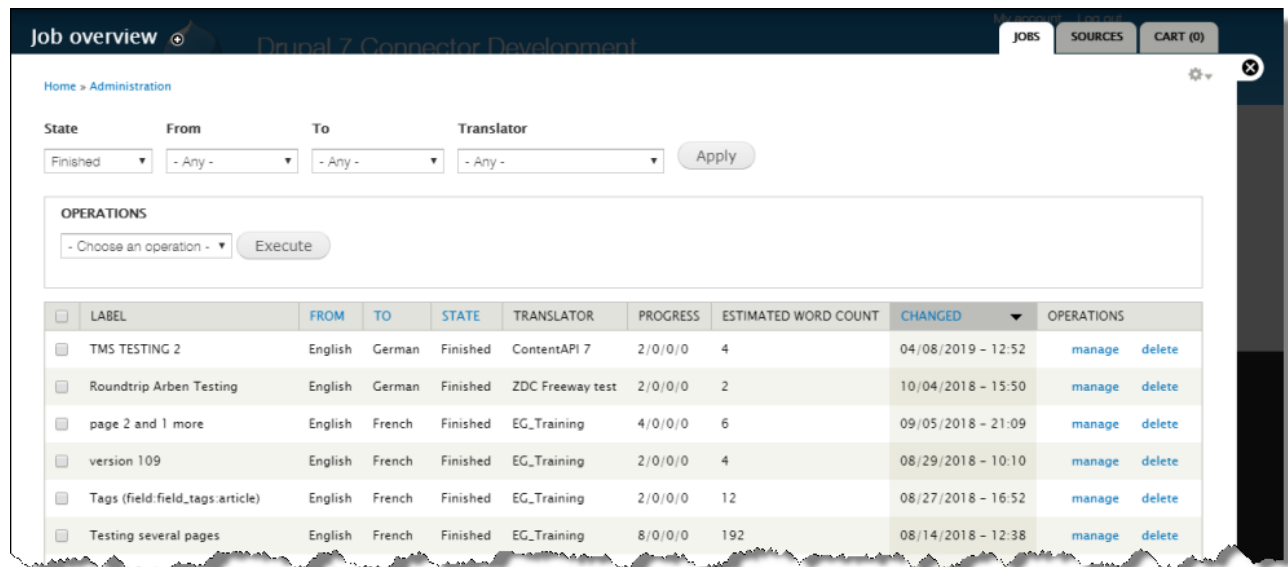 My account Log out
Job overview
Drupal 7 Connector Development
JOBS SOURCES CART (0)
Home » Administration
State From To Translator
Finished - Any - - Any - - Any - Apply
OPERATIONS
- Choose an operation - Execute
LABEL FROM TO STATE TRANSLATOR PROGRESS ESTIMATED WORD COUNT CHANGED OPERATIONS
TMS TESTING 2 English German Finished ContentAPI 7 2/0/0/0 4 04/08/2019 – 12:52 manage delete
Roundtrip Arben Testing English German Finished ZDC Freeway test 2/0/0/0 2 10/04/2018 – 15:50 manage delete
page 2 and 1 more English French Finished EG_Training 4/0/0/0 6 09/05/2018 – 21:09 manage delete
version 109 English French Finished EG_Training 2/0/0/0 4 08/29/2018 – 10:10 manage delete
Tags (field:field_tags:article) English French Finished EG_Training 2/0/0/0 12 08/27/2018 – 16:52 manage delete
Testing several pages English French Finished EG_Training 8/0/0/0 192 08/14/2018 – 12:38 manage delete